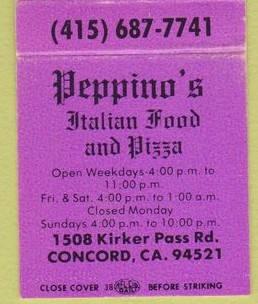 (415) 687-7741
Peppino's
Italian Food
and Pizza
Open Weekdays-4:00 p.m. to
11:00 p.m.
Fri. & Sat. 4:00 p.m. to 1:00 a.m.
Closed Monday
Sundays 4:00 p.m. to 10:00 p.m.
1508 Kirker Pass Rd.
CONCORD, CA. 94521
CLOSE COVER 38 BEFORE STRIKING